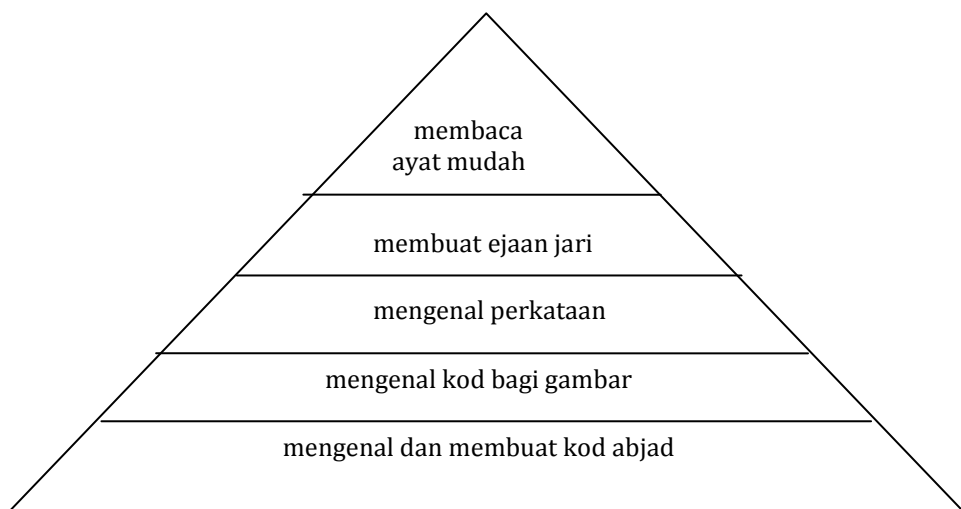 membaca
ayat mudah
membuat ejaan jari
mengenal perkataan
mengenal kod bagi gambar
mengenal dan membuat kod abjad